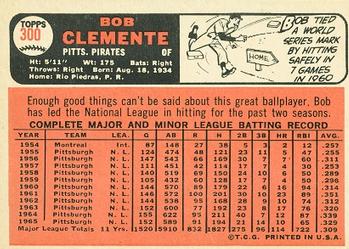 TOPPS
300
BOB
CLEMENTE
PITTS. PIRATES OF
Ht: 5'11" Wt: 175 Bats: Right
Throws: Right Born: Aug. 18, 1934
Home: Rio Piedras, P. R.
BOB TIED
A WORLD
SERIES MARK
BY HITTING
SAFELY IN
7 GAMES
IN 1960
HOME
Enough good things can't be said about this great ballplayer. Bob
has led the National League in hitting for the past two seasons.
COMPLETE MAJOR AND MINOR LEAGUE BATTING RECORD
YEAR TEAM LEA. G AB R H 2B 3B HR RBI AVG.
1954 Montreal Int. 87 148 27 38 5 3 2 12 .257
1955 Pittsburgh N. L. 124 474 48 121 23 11 5 47 .255
1956 Pittsburgh N. L. 147 543 66 169 30 7 7 60 .311
1957 Pittsburgh N. L. 111 451 42 114 17 7 4 30 .253
1958 Pittsburgh N. L. 140 519 69 150 24 10 6 50 .289
1959 Pittsburgh N. L. 105 432 60 128 17 7 4 50 .296
1960 Pittsburgh N. L. 144 570 89 179 22 6 16 94 .314
1961 Pittsburgh N. L. 146 572 100 201 30 10 23 89 .351
1962 Pittsburgh N. L. 144 538 95 168 28 9 10 74 .312
1963 Pittsburgh N. L. 152 600 77 192 23 8 17 76 .320
1964 Pittsburgh N. L. 155 622 95 211 40 7 12 87 .339
1965 Pittsburgh N. L. 152 589 91 194 21 14 10 65 .329
Major League Totals 11 Yrs. 1520 5910 832 1827 275 96 114 722 .309
©T.C.G. PRINTED IN U.S.A.